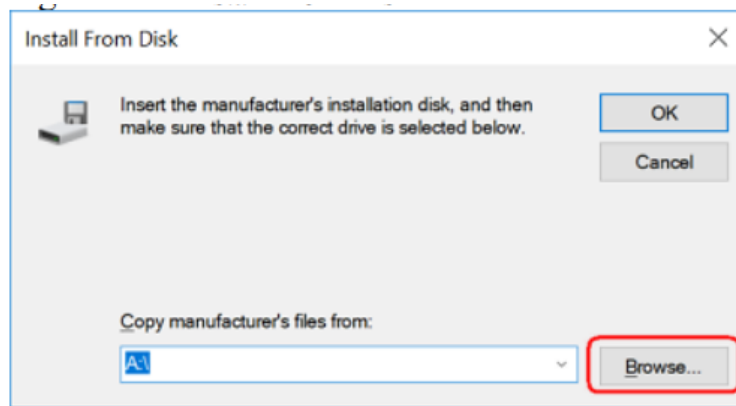 Install From Disk
Insert the manufacturer's installation disk, and then
make sure that the correct drive is selected below.
OK
Cancel
Copy manufacturer's files from:
A:\
Browse...